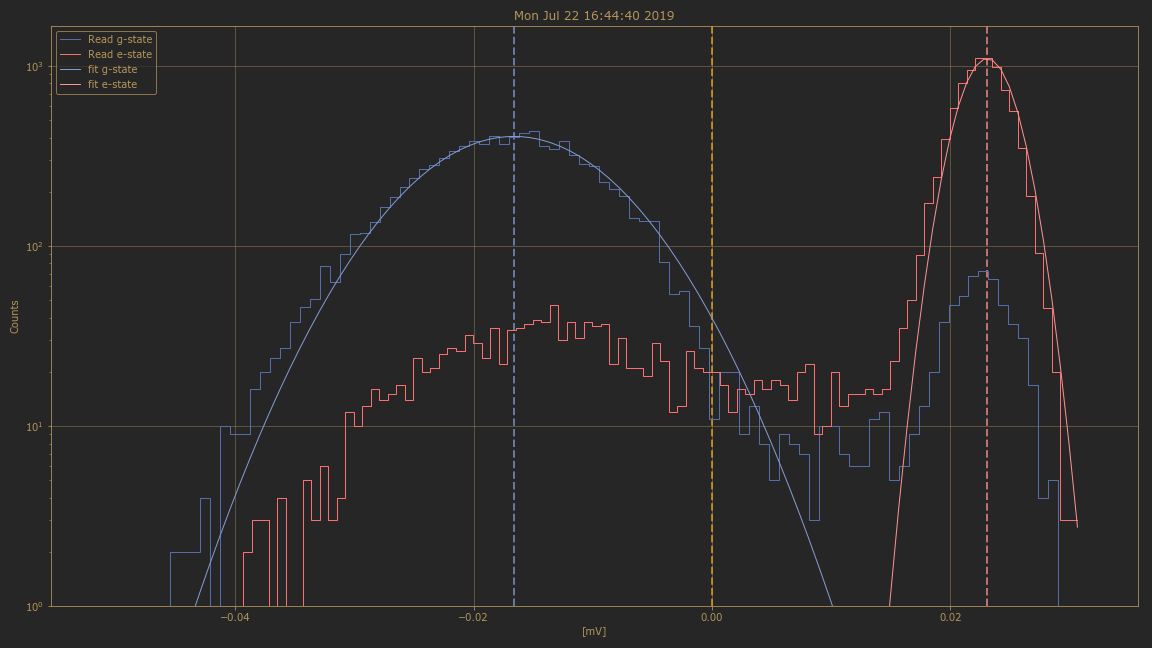 Mon Jul 22 16:44:40 2019
Read g-state
Read e-state
fit g-state
fit e-state
10³
10²
10¹
10⁰
Counts
−0.04
−0.02
0.00
0.02
[mV]